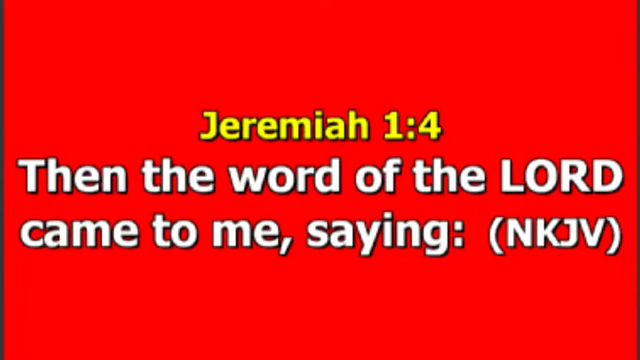 Jeremiah 1:4
Then the word of the LORD
came to me, saying: (NKJV)